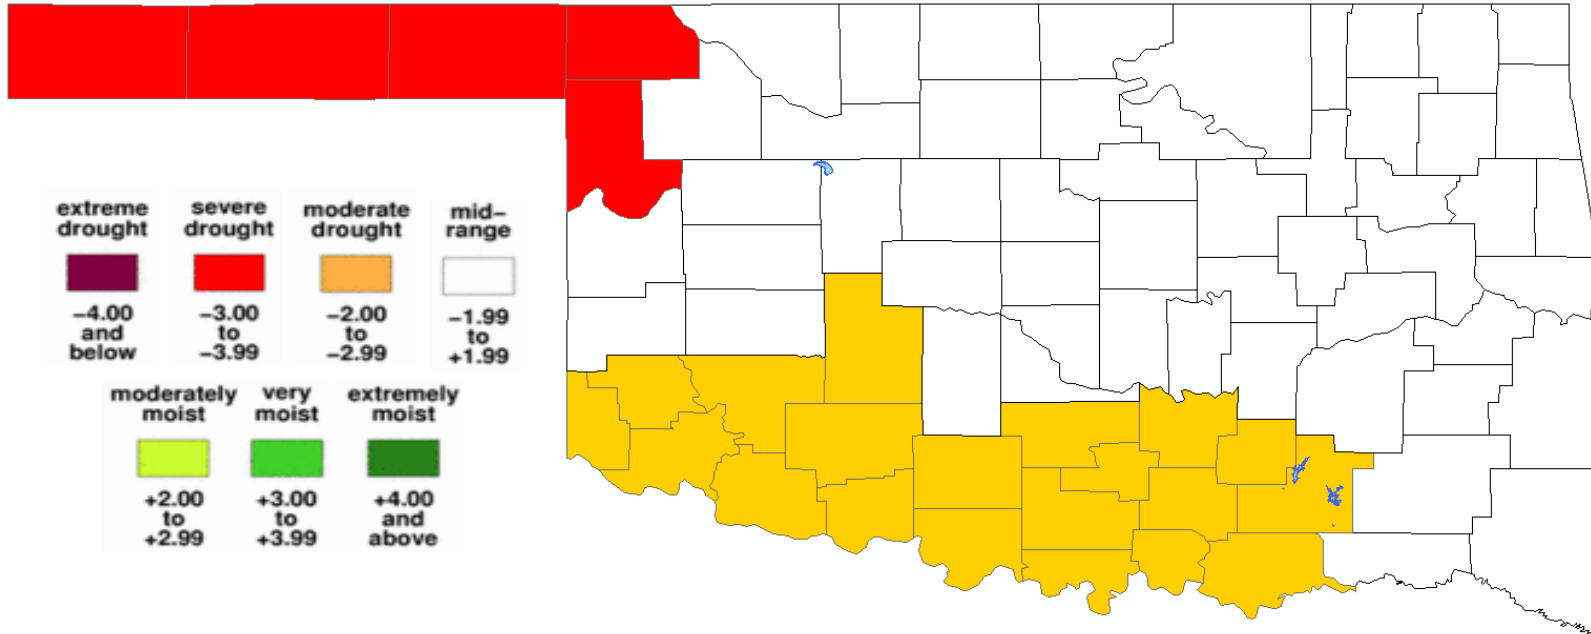 extreme drought
−4.00 and below
severe drought
−3.00 to −3.99
moderate drought
−2.00 to −2.99
mid− range
−1.99 to +1.99
moderately moist
+2.00 to +2.99
very moist
+3.00 to +3.99
extremely moist
+4.00 and above